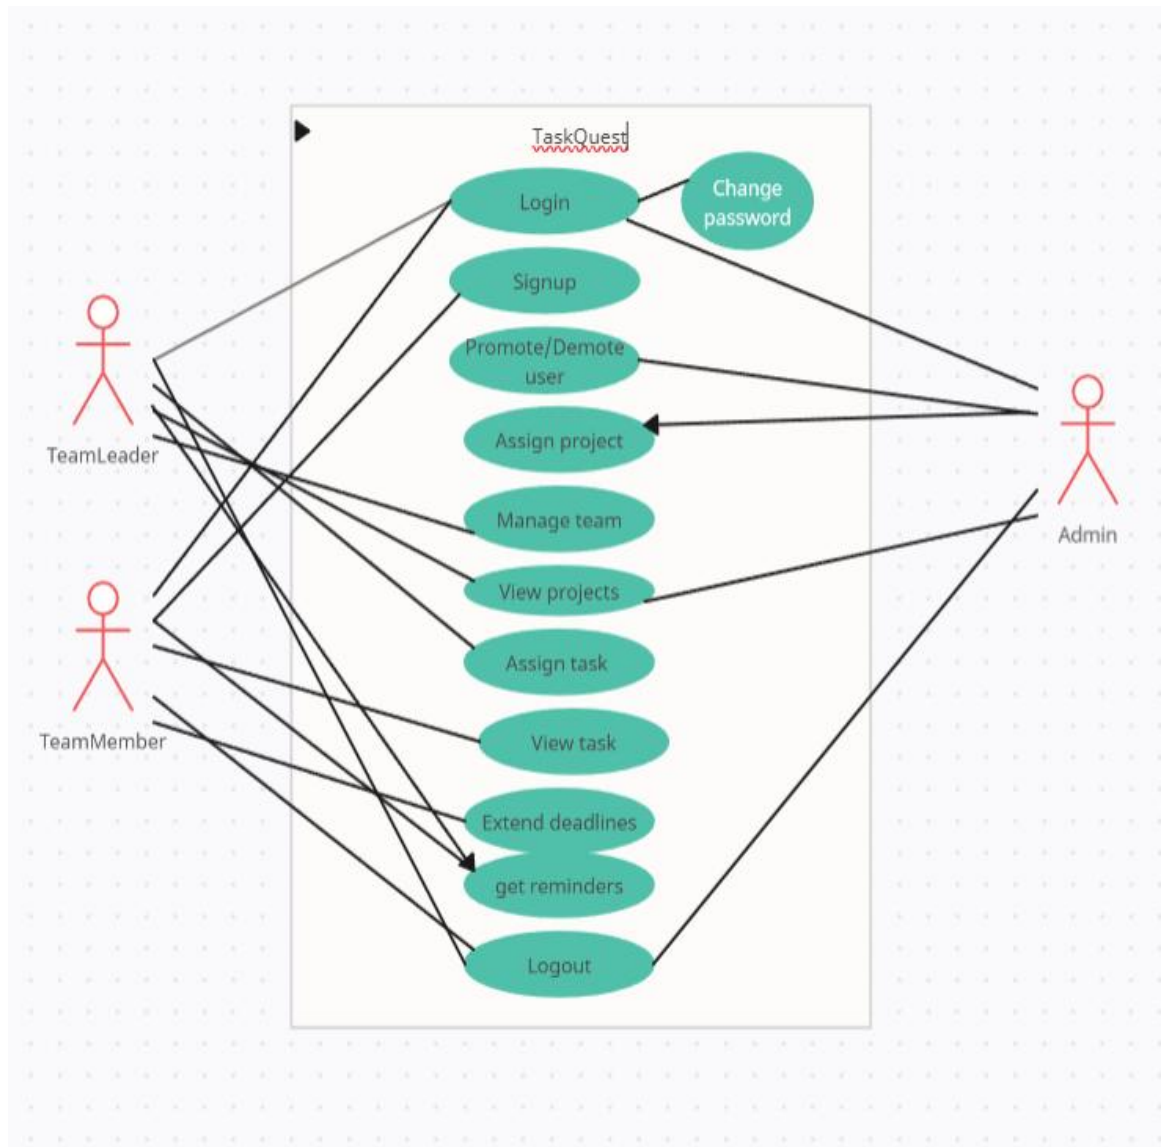 TaskQuest
Login
Change
password
Signup
Promote/Demote
user
TeamLeader
Assign project
Manage team
Admin
View projects
Assign task
TeamMember
View task
Extend deadlines
get reminders
Logout